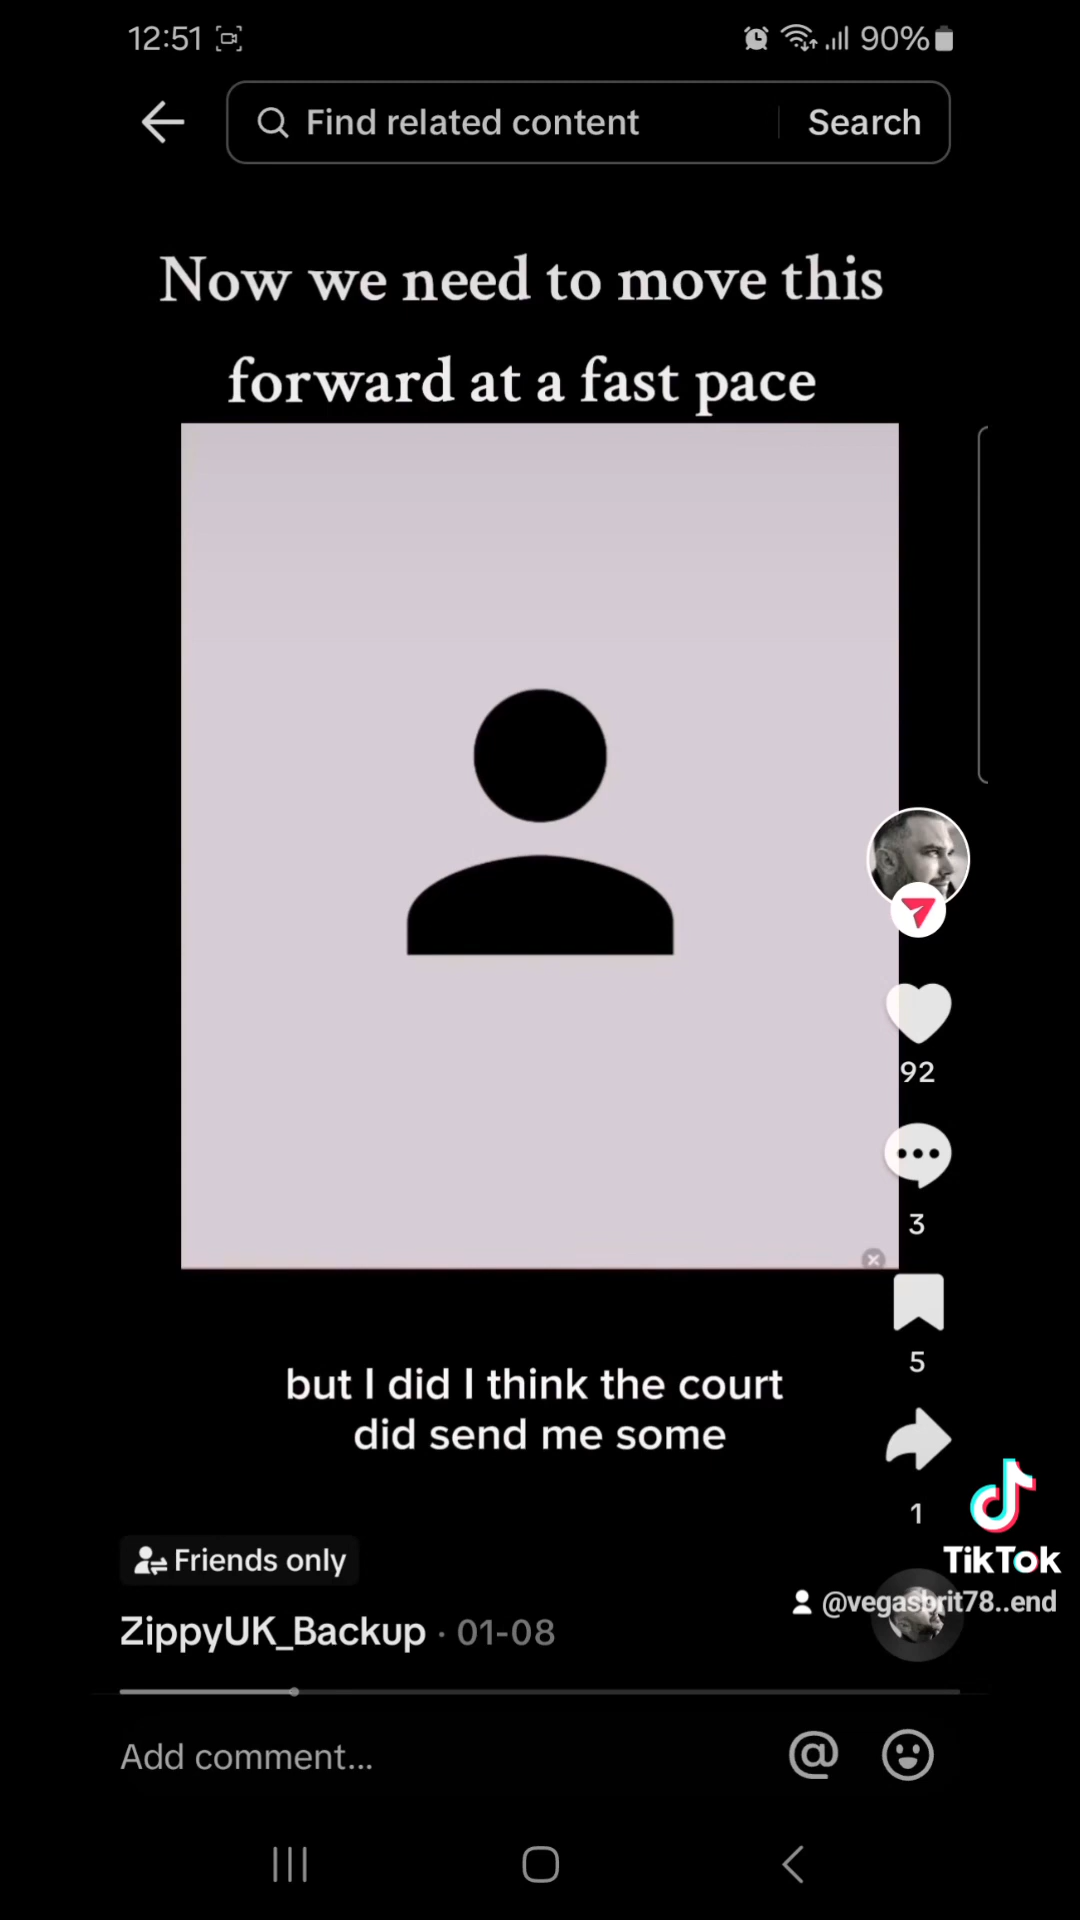 12:51
90%
Find related content
Search
Now we need to move this
forward at a fast pace
92
3
5
but I did I think the court
did send me some
1
TikTok
Friends only
@vegasbrit78..end
ZippyUK_Backup · 01-08
Add comment...